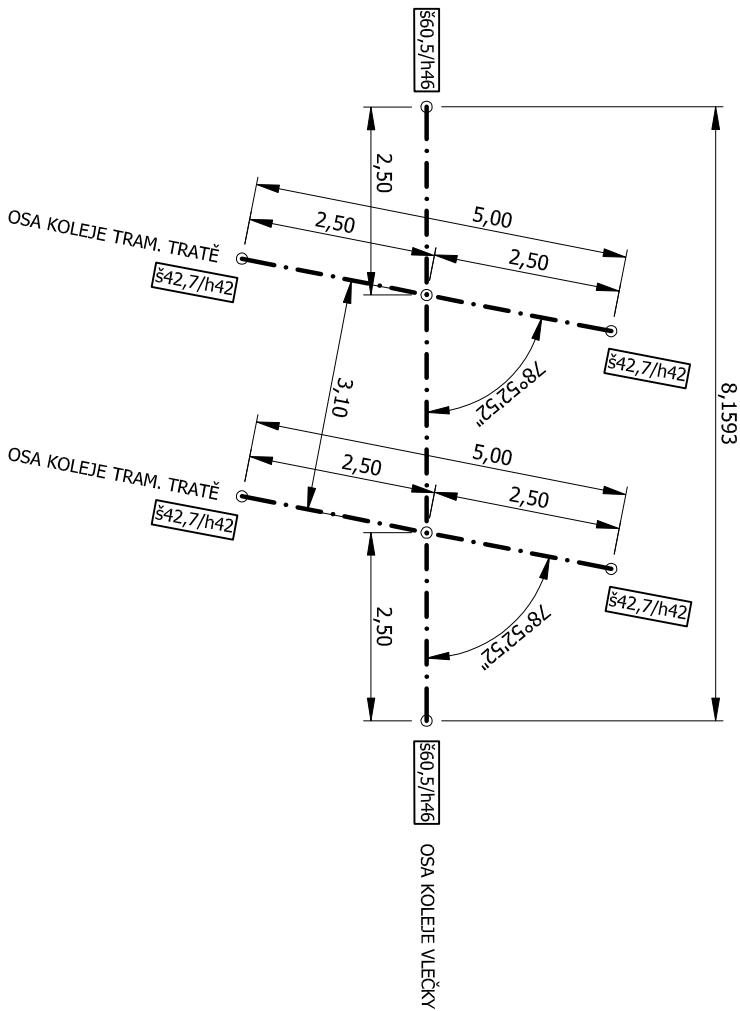 š60,5/h46
2,50
5,00
2,50
2,50
OSA KOLEJE TRAM. TRATĚ
š42,7/h42
š42,7/h42
78°52'52"
8,1593
3,10
5,00
2,50
2,50
OSA KOLEJE TRAM. TRATĚ
š42,7/h42
š42,7/h42
78°52'52"
2,50
š60,5/h46
OSA KOLEJE VLEČKY